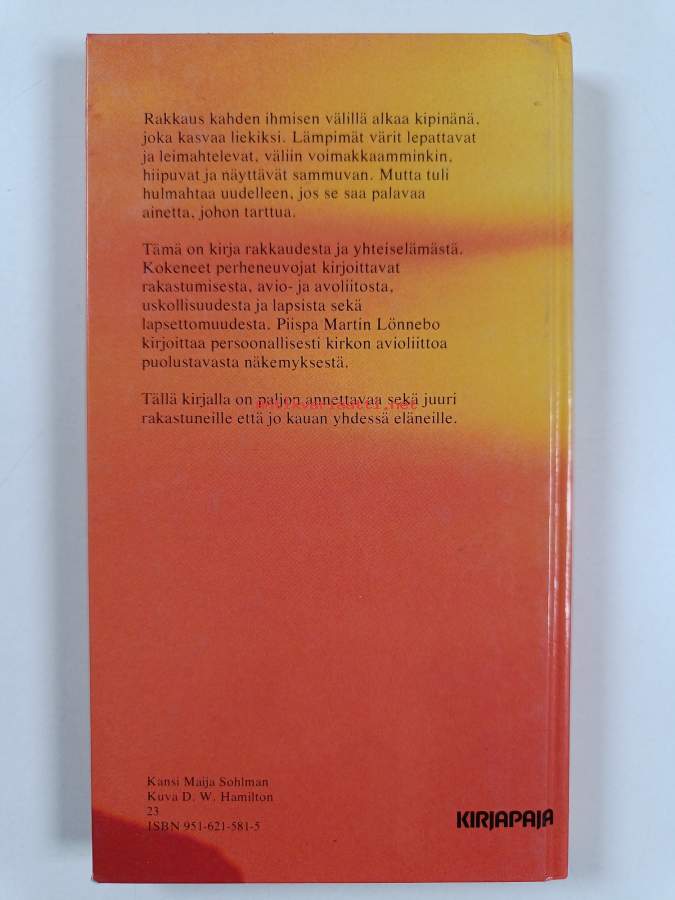 Rakkaus kahden ihmisen välillä alkaa kipinänä,
joka kasvaa liekiksi. Lämpimät värit lepattavat
ja leimahtelevat, väliin voimakkaamminkin,
hiipuvat ja näyttävät sammuvan. Mutta tuli
hulmahtaa uudelleen, jos se saa palavaa
ainetta, johon tarttua.
Tämä on kirja rakkaudesta ja yhteiselämästä.
Kokeneet perheneuvojat kirjoittavat
rakastumisesta, avio- ja avoliitosta,
uskollisuudesta ja lapsista sekä
lapsettomuudesta. Piispa Martin Lönnebo
kirjoittaa persoonallisesti kirkon avioliittoa
puolustavasta näkemyksestä.
Tällä kirjalla on paljon annettavaa sekä juuri
antikvariaatti.net
rakastuneille että jo kauan yhdessä eläneille.
Kansi Maija Sohlman
Kuva D. W. Hamilton
23
ISBN 951-621-581-5
KIRJAPAJA